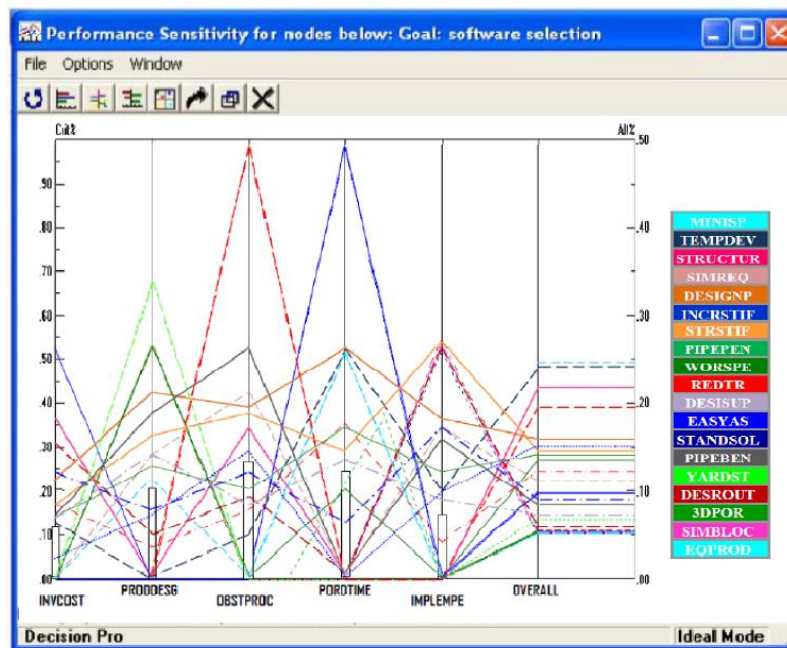 Performance Sensitivity for nodes below: Goal: software selection
File Options Window
Crit% Alt%
.90
.80
.70
.60
.50
.40
.30
.20
.10
.00
.50
.40
.30
.20
.10
.00
INVCOST PRODDESG OBSTPROC POROTIME IMPLEMPE OVERALL
MINISP
TEMPDEV
STRUCTUR
SIMREQ
DESIGNP
INCRSTIF
STRSTIF
PIPEPEN
WORSPE
REDTR
DESISUP
EASYAS
STANDSOL
PIPEBEN
YARDST
DESROUT
3DPOR
SIMBLOC
EQPROD
Decision Pro Ideal Mode